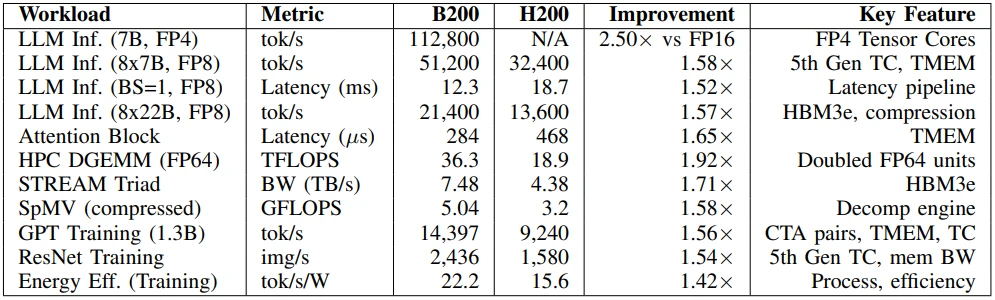 Workload Metric B200 H200 Improvement Key Feature
LLM Inf. (7B, FP4) tok/s 112,800 N/A 2.50× vs FP16 FP4 Tensor Cores
LLM Inf. (8x7B, FP8) tok/s 51,200 32,400 1.58× 5th Gen TC, TMEM
LLM Inf. (BS=1, FP8) Latency (ms) 12.3 18.7 1.52× Latency pipeline
LLM Inf. (8x22B, FP8) tok/s 21,400 13,600 1.57× HBM3e, compression
Attention Block Latency (μs) 284 468 1.65× TMEM
HPC DGEMM (FP64) TFLOPS 36.3 18.9 1.92× Doubled FP64 units
STREAM Triad BW (TB/s) 7.48 4.38 1.71× HBM3e
SpMV (compressed) GFLOPS 5.04 3.2 1.58× Decomp engine
GPT Training (1.3B) tok/s 14,397 9,240 1.56× CTA pairs, TMEM, TC
ResNet Training img/s 2,436 1,580 1.54× 5th Gen TC, mem BW
Energy Eff. (Training) tok/s/W 22.2 15.6 1.42× Process, efficiency